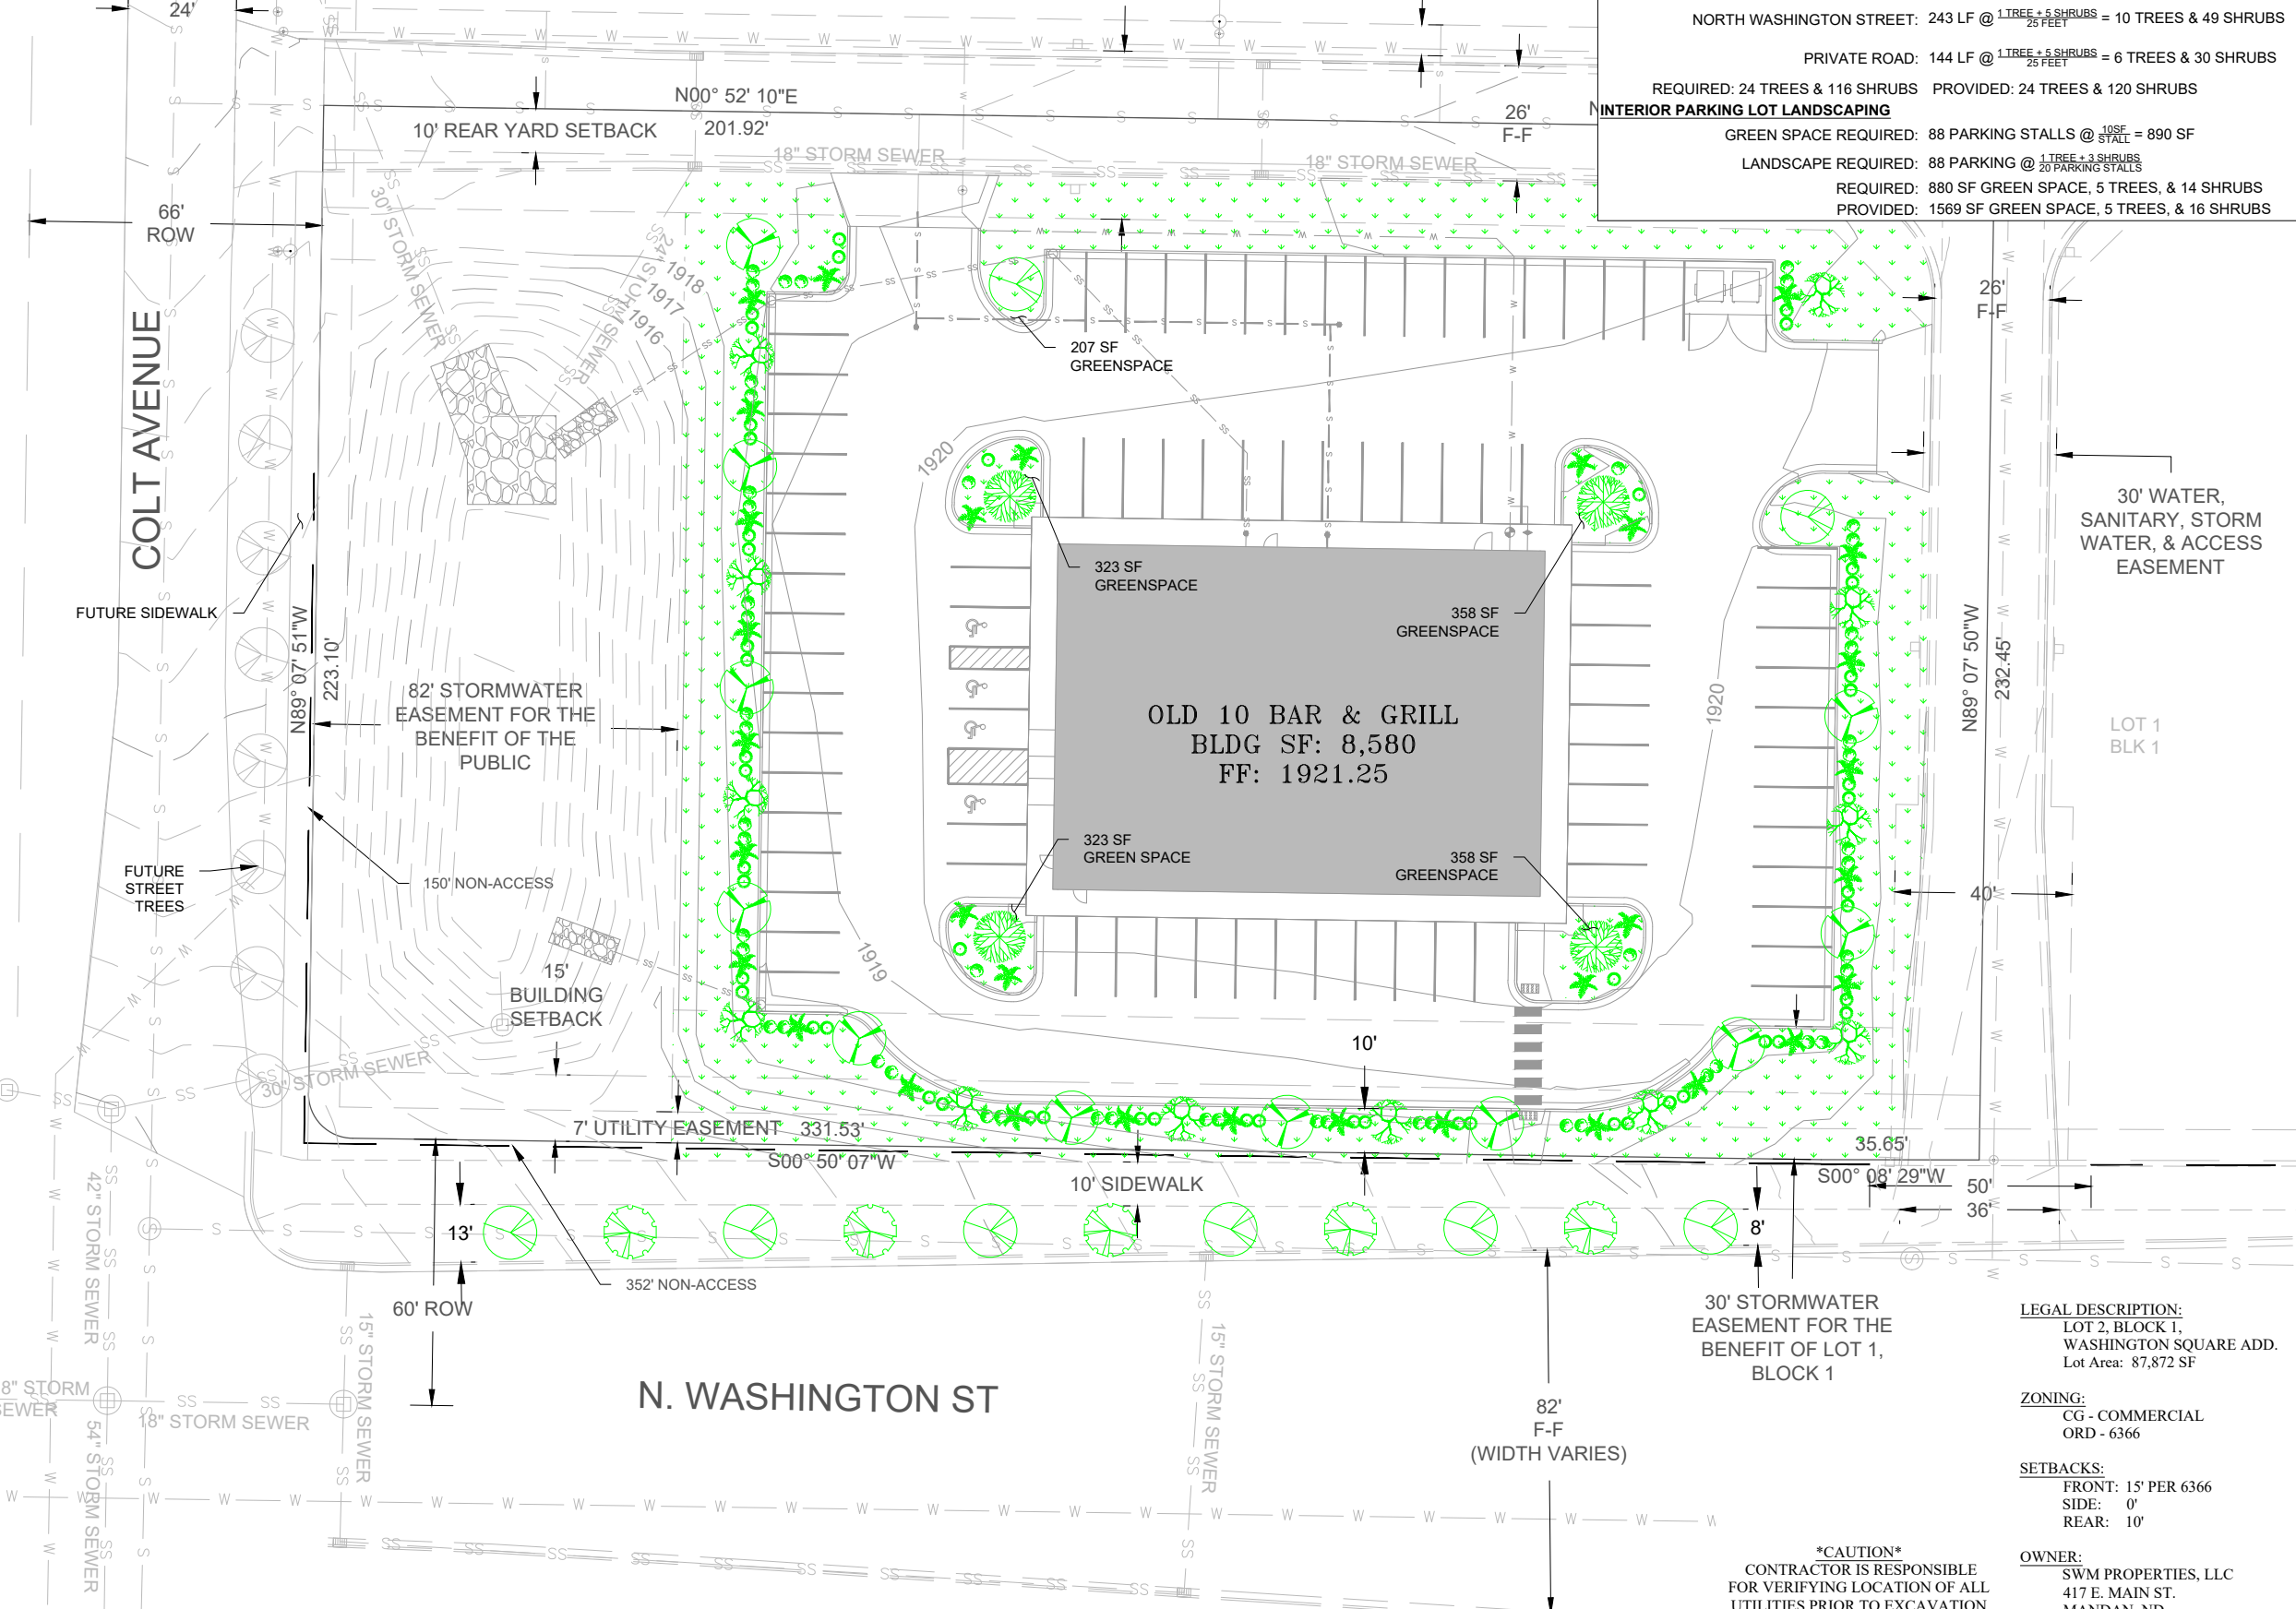 24'
NORTH WASHINGTON STREET: 243 LF @ 1 TREE + 5 SHRUBS / 25 FEET = 10 TREES & 49 SHRUBS
PRIVATE ROAD: 144 LF @ 1 TREE + 5 SHRUBS / 25 FEET = 6 TREES & 30 SHRUBS
REQUIRED: 24 TREES & 116 SHRUBS PROVIDED: 24 TREES & 120 SHRUBS
INTERIOR PARKING LOT LANDSCAPING
GREEN SPACE REQUIRED: 88 PARKING STALLS @ 10SF / STALL = 890 SF
LANDSCAPE REQUIRED: 88 PARKING @ 1 TREE + 3 SHRUBS / 20 PARKING STALLS
REQUIRED: 880 SF GREEN SPACE, 5 TREES, & 14 SHRUBS
PROVIDED: 1569 SF GREEN SPACE, 5 TREES, & 16 SHRUBS
N00° 52' 10"E
201.92'
10' REAR YARD SETBACK
26'
F-F
N
18" STORM SEWER
18" STORM SEWER
66'
ROW
30" STORM SEWER
24" STORM SEWER
1918
1917
1916
26'
F-F
COLT AVENUE
207 SF
GREENSPACE
1920
30' WATER,
SANITARY, STORM
WATER, & ACCESS
EASEMENT
323 SF
GREENSPACE
358 SF
GREENSPACE
FUTURE SIDEWALK
N89° 07' 51"W
223.10'
82' STORMWATER
EASEMENT FOR THE
BENEFIT OF THE
PUBLIC
OLD 10 BAR & GRILL
BLDG SF: 8,580
FF: 1921.25
1920
N89° 07' 50"W
232.45'
LOT 1
BLK 1
323 SF
GREEN SPACE
358 SF
GREENSPACE
FUTURE
STREET
TREES
150' NON-ACCESS
40'
1919
15'
BUILDING
SETBACK
10'
30" STORM SEWER
7' UTILITY EASEMENT 331.53'
S00° 50' 07"W
35.65'
S00° 08' 29"W
10' SIDEWALK
50'
36'
13'
8'
42" STORM SEWER
352' NON-ACCESS
60' ROW
15" STORM SEWER
15" STORM SEWER
30' STORMWATER
EASEMENT FOR THE
BENEFIT OF LOT 1,
BLOCK 1
LEGAL DESCRIPTION:
LOT 2, BLOCK 1,
WASHINGTON SQUARE ADD.
Lot Area: 87,872 SF
8" STORM
SEWER
18" STORM SEWER
54" STORM SEWER
N. WASHINGTON ST
82'
F-F
(WIDTH VARIES)
ZONING:
CG - COMMERCIAL
ORD - 6366
SETBACKS:
FRONT: 15' PER 6366
SIDE: 0'
REAR: 10'
*CAUTION*
CONTRACTOR IS RESPONSIBLE
FOR VERIFYING LOCATION OF ALL
UTILITIES PRIOR TO EXCAVATION
OWNER:
SWM PROPERTIES, LLC
417 E. MAIN ST.
MANDAN, ND